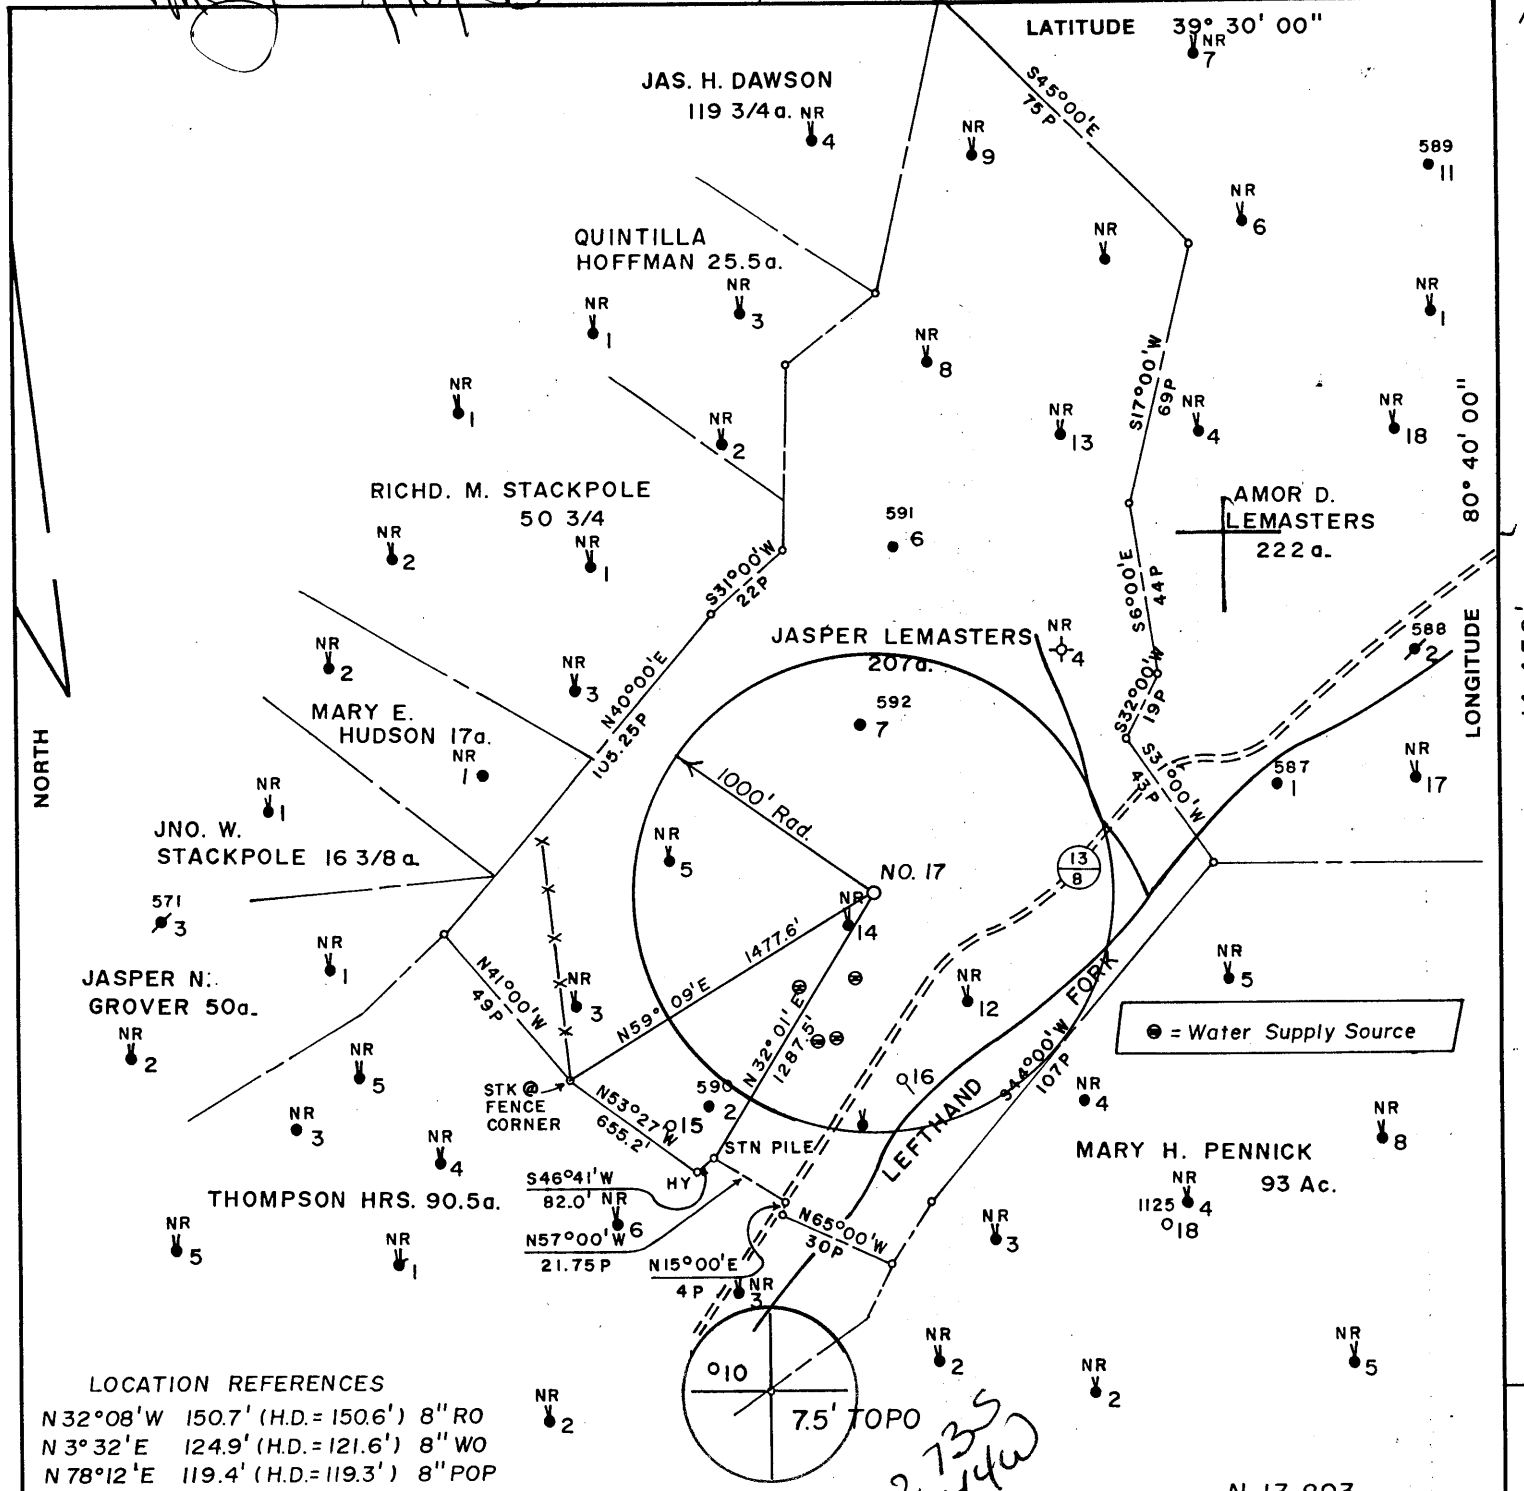 LATITUDE 39° 30' 00"
NR
7
JAS. H. DAWSON
119 3/4 a.
NR
4
S45°00'E
75P
NR
9
589
11
NR
6
NR
QUINTILLA
HOFFMAN 25.5a.
NR
3
NR
1
NR
1
NR
8
S17°00'W
69P
NR
1
NR
2
NR
13
NR
4
NR
18
80° 40' 00"
LONGITUDE
RICHD. M. STACKPOLE
50 3/4
NR
2
NR
1
591
6
AMOR D.
LEMASTERS
222 a.
S31°00'W
22P
S6°00'E
44P
JASPER LEMASTERS
207a.
NR
4
588
2
NR
2
NR
3
N40°00'E
105.25P
S32°00'W
19P
MARY E.
HUDSON 17a.
NR
1
592
7
S31°00'W
43P
587
1
NR
17
NORTH
NR
1
1000' Rad.
JNO. W.
STACKPOLE 16 3/8 a.
NR
5
NO. 17
13
8
571
3
NR
14
1477.6'
NR
1
N41°00'W
49P
NR
5
JASPER N.
GROVER 50a.
NR
3
N59°09'E
N32°01'E
1287.5'
NR
12
LEFTHAND FORK
= Water Supply Source
NR
2
NR
5
16
S44°00'W
107P
NR
4
STK @
FENCE
CORNER
590
2
N53°27'W
655.2'
15
NR
3
NR
4
STN PILE
NR
8
MARY H. PENNICK
93 Ac.
HY
S46°41'W
82.0'
NR
6
THOMPSON HRS. 90.5a.
NR
4
1125
18
NR
5
NR
1
N57°00'W
21.75P
N65°00'W
30P
NR
3
N15°00'E
4P
NR
3
NR
2
NR
2
NR
5
10
7.5' TOPO
LOCATION REFERENCES
N 32°08'W 150.7' (H.D.= 150.6') 8" RO
N 3°32'E 124.9' (H.D.= 121.6') 8" WO
N 78°12'E 119.4' (H.D.= 119.3') 8" POP
NR
2